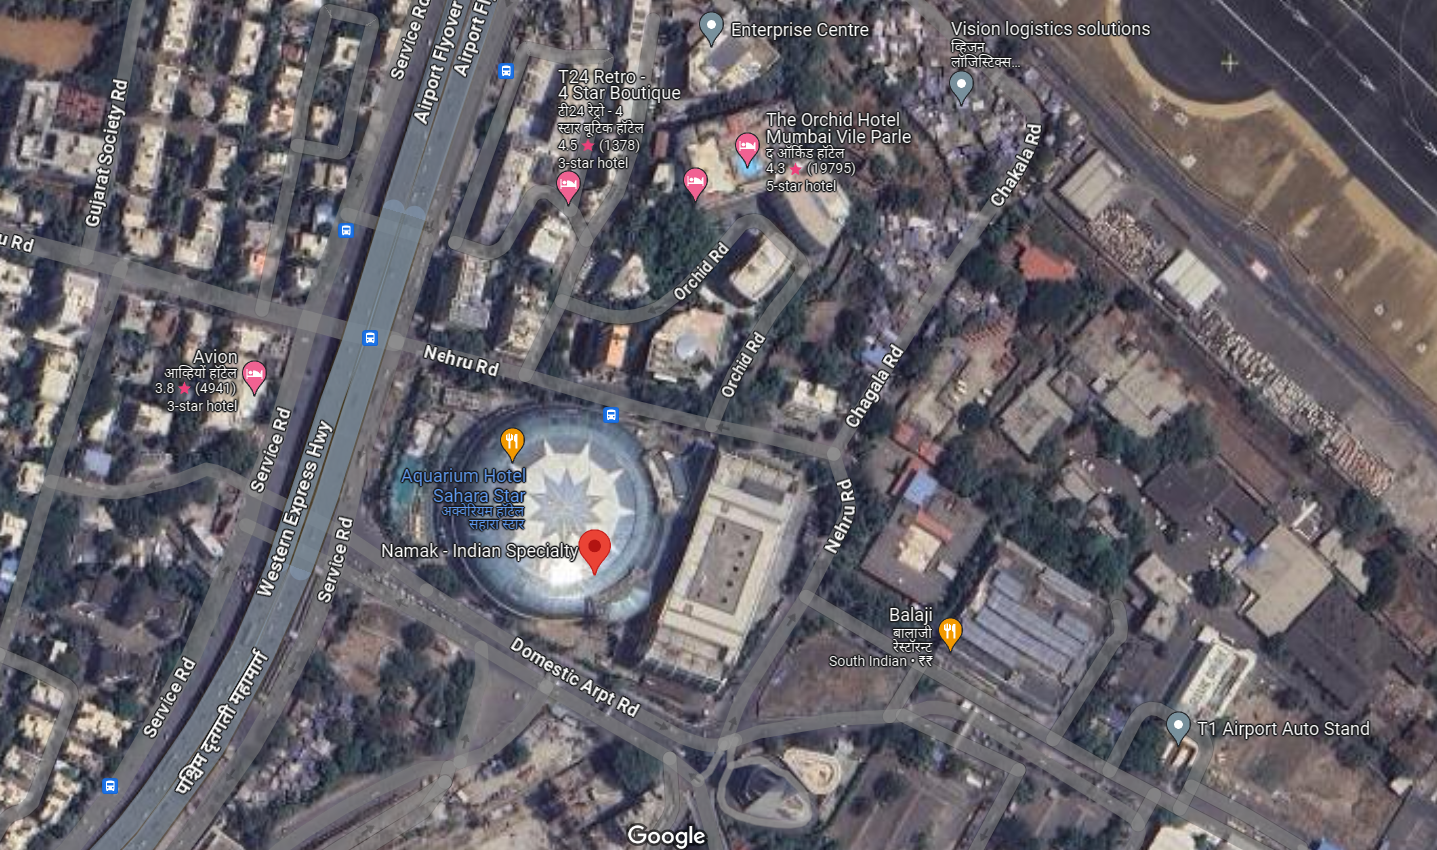 Service Rd
Airport Flyover
Airport Fl
Enterprise Centre
Vision logistics solutions
व्हिजन
लॉजिस्टिक्स...
T24 Retro -
4 Star Boutique
टी24 रेट्रो - 4
स्टार बूटिक हॉटेल
4.5 ★ (1378)
3-star hotel
The Orchid Hotel
Mumbai Vile Parle
द ऑर्किड हॉटेल
4.3 ★ (19795)
5-star hotel
Gujarat Society Rd
Chakala Rd
u Rd
Orchid Rd
Nehru Rd
Orchid Rd
Chagala Rd
Avion
आव्हियों हॉटेल
3.8 ★ (4941)
3-star hotel
Service Rd
Western Express Hwy
Aquarium Hotel
Sahara Star
अक्वेरियम हॉटेल
सहारा स्टार
Namak - Indian Specialty
Nehru Rd
Service Rd
Balaji
बालाजी
रेस्टॉरन्ट
South Indian • ₹₹
Domestic Arpt Rd
Service Rd
पश्चिम द्रुतगती महामार्ग
T1 Airport Auto Stand
Google